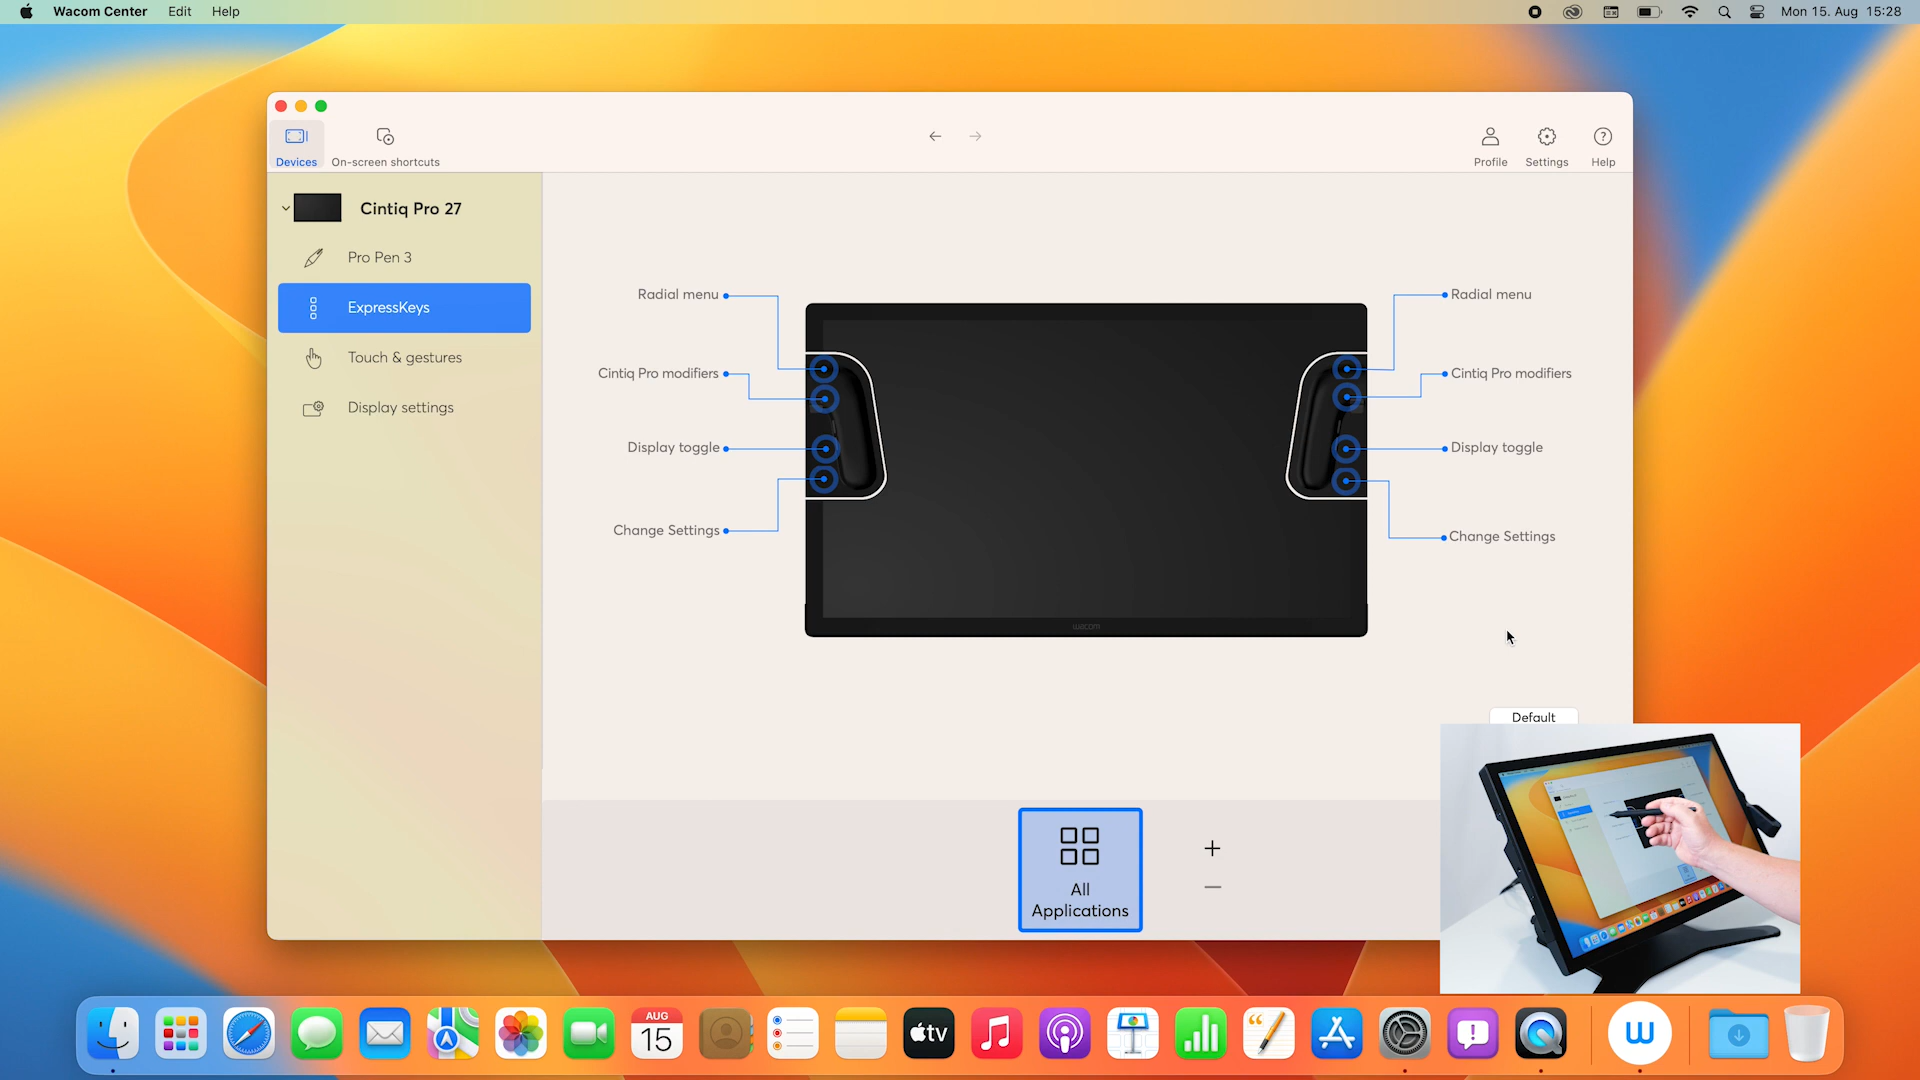 Wacom Center Edit Help
Mon 15. Aug 15:28
Devices
On-screen shortcuts
Profile
Settings
Help
Cintiq Pro 27
Pro Pen 3
ExpressKeys
Touch & gestures
Display settings
Radial menu
Radial menu
Cintiq Pro modifiers
Cintiq Pro modifiers
Display toggle
Display toggle
Change Settings
Change Settings
wacom
Default
All
Applications
AUG
15
tv